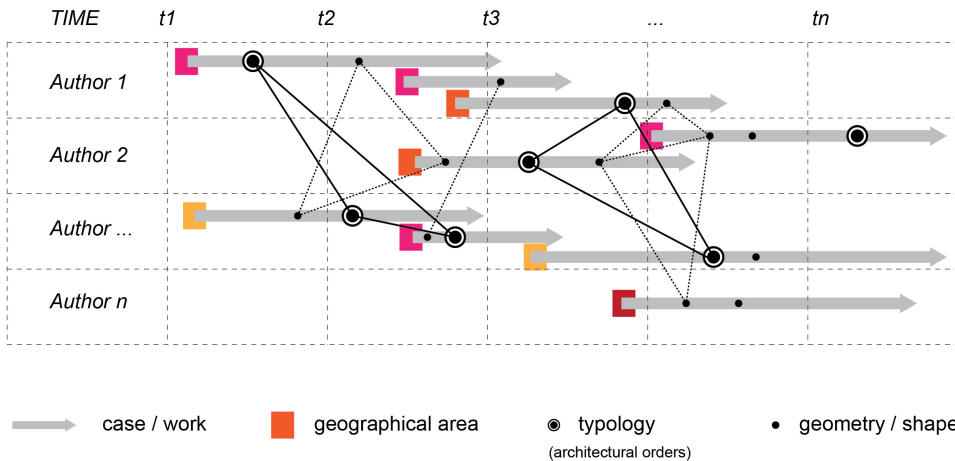 TIME t1 t2 t3 ... tn
Author 1
Author 2
Author ...
Author n
case / work geographical area typology geometry / shape
(architectural orders)